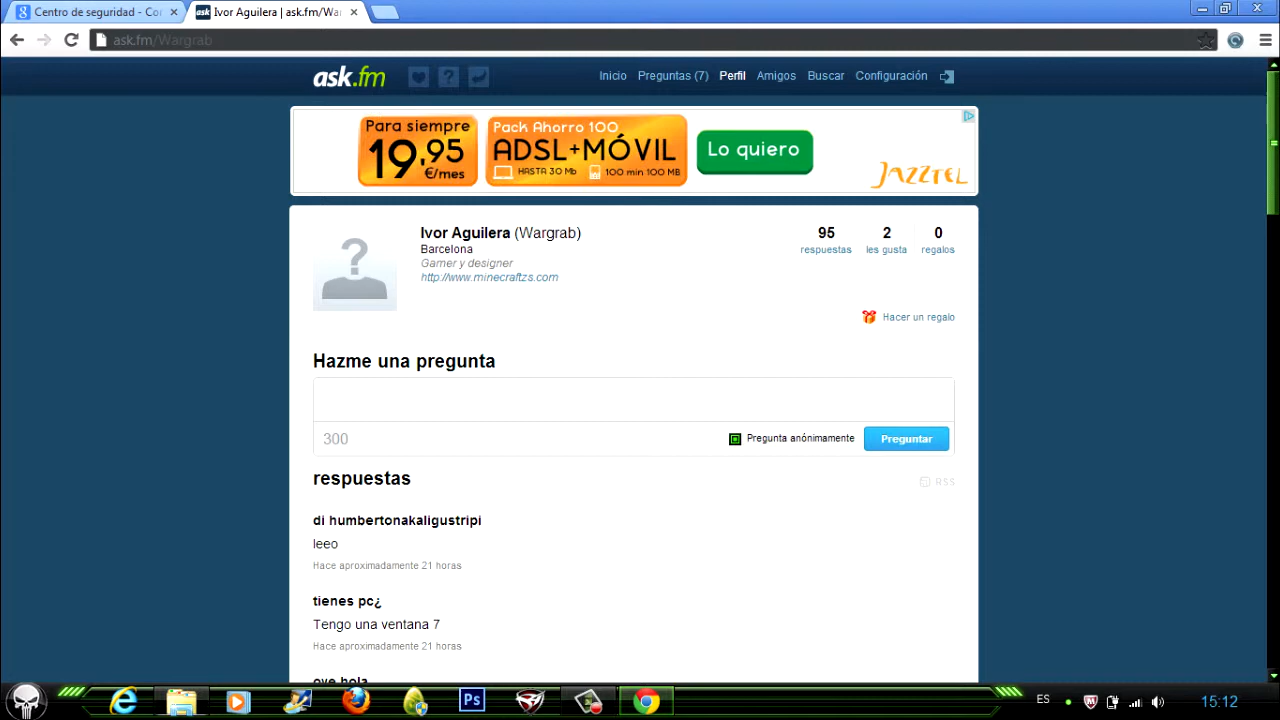 Centro de seguridad - Co
Ivor Aguilera | ask.fm/Wa
ask.fm/Wargrab
ask.fm
Inicio Preguntas (7) Perfil Amigos Buscar Configuración
Para siempre
19,95
€/mes
Pack Ahorro 100
ADSL+MÓVIL
HASTA 30 Mb 100 min 100 MB
Lo quiero
JAZZTEL
Ivor Aguilera (Wargrab)
Barcelona
Gamer y designer
http://www.minecraftzs.com
95 2 0
respuestas les gusta regalos
Hacer un regalo
Hazme una pregunta
300
Pregunta anónimamente
Preguntar
respuestas
RSS
di humbertonakaligustripi
leeo
Hace aproximadamente 21 horas
tienes pc¿
Tengo una ventana 7
Hace aproximadamente 21 horas
oye hola
Ps
ES
15:12